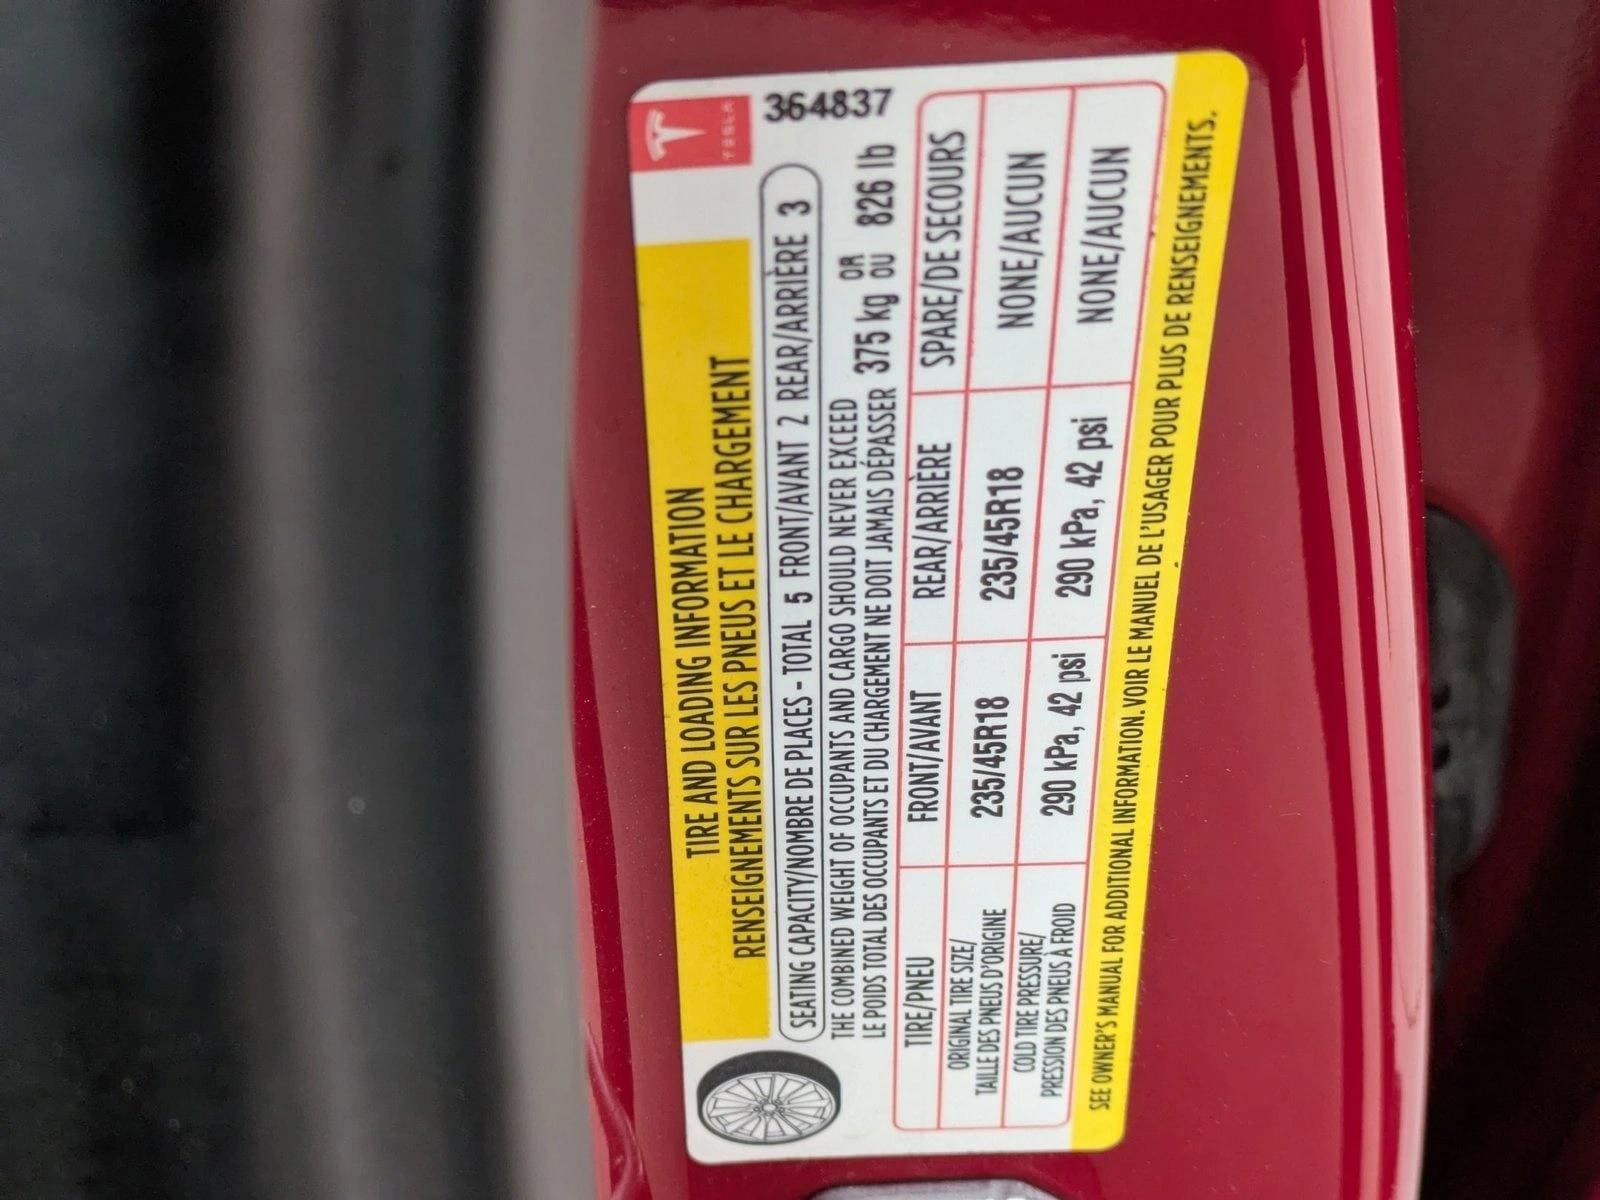 TESLA
364837
TIRE AND LOADING INFORMATION
RENSEIGNEMENTS SUR LES PNEUS ET LE CHARGEMENT
SEATING CAPACITY/NOMBRE DE PLACES - TOTAL 5 FRONT/AVANT 2 REAR/ARRIÈRE 3
THE COMBINED WEIGHT OF OCCUPANTS AND CARGO SHOULD NEVER EXCEED
LE POIDS TOTAL DES OCCUPANTS ET DU CHARGEMENT NE DOIT JAMAIS DÉPASSER
375 kg OR OU 826 lb
TIRE/PNEU FRONT/AVANT REAR/ARRIÈRE SPARE/DE SECOURS
ORIGINAL TIRE SIZE/
TAILLE DES PNEUS D'ORIGINE
235/45R18 235/45R18 NONE/AUCUN
COLD TIRE PRESSURE/
PRESSION DES PNEUS À FROID
290 kPa, 42 psi 290 kPa, 42 psi NONE/AUCUN
SEE OWNER'S MANUAL FOR ADDITIONAL INFORMATION. VOIR LE MANUEL DE L'USAGER POUR PLUS DE RENSEIGNEMENTS.